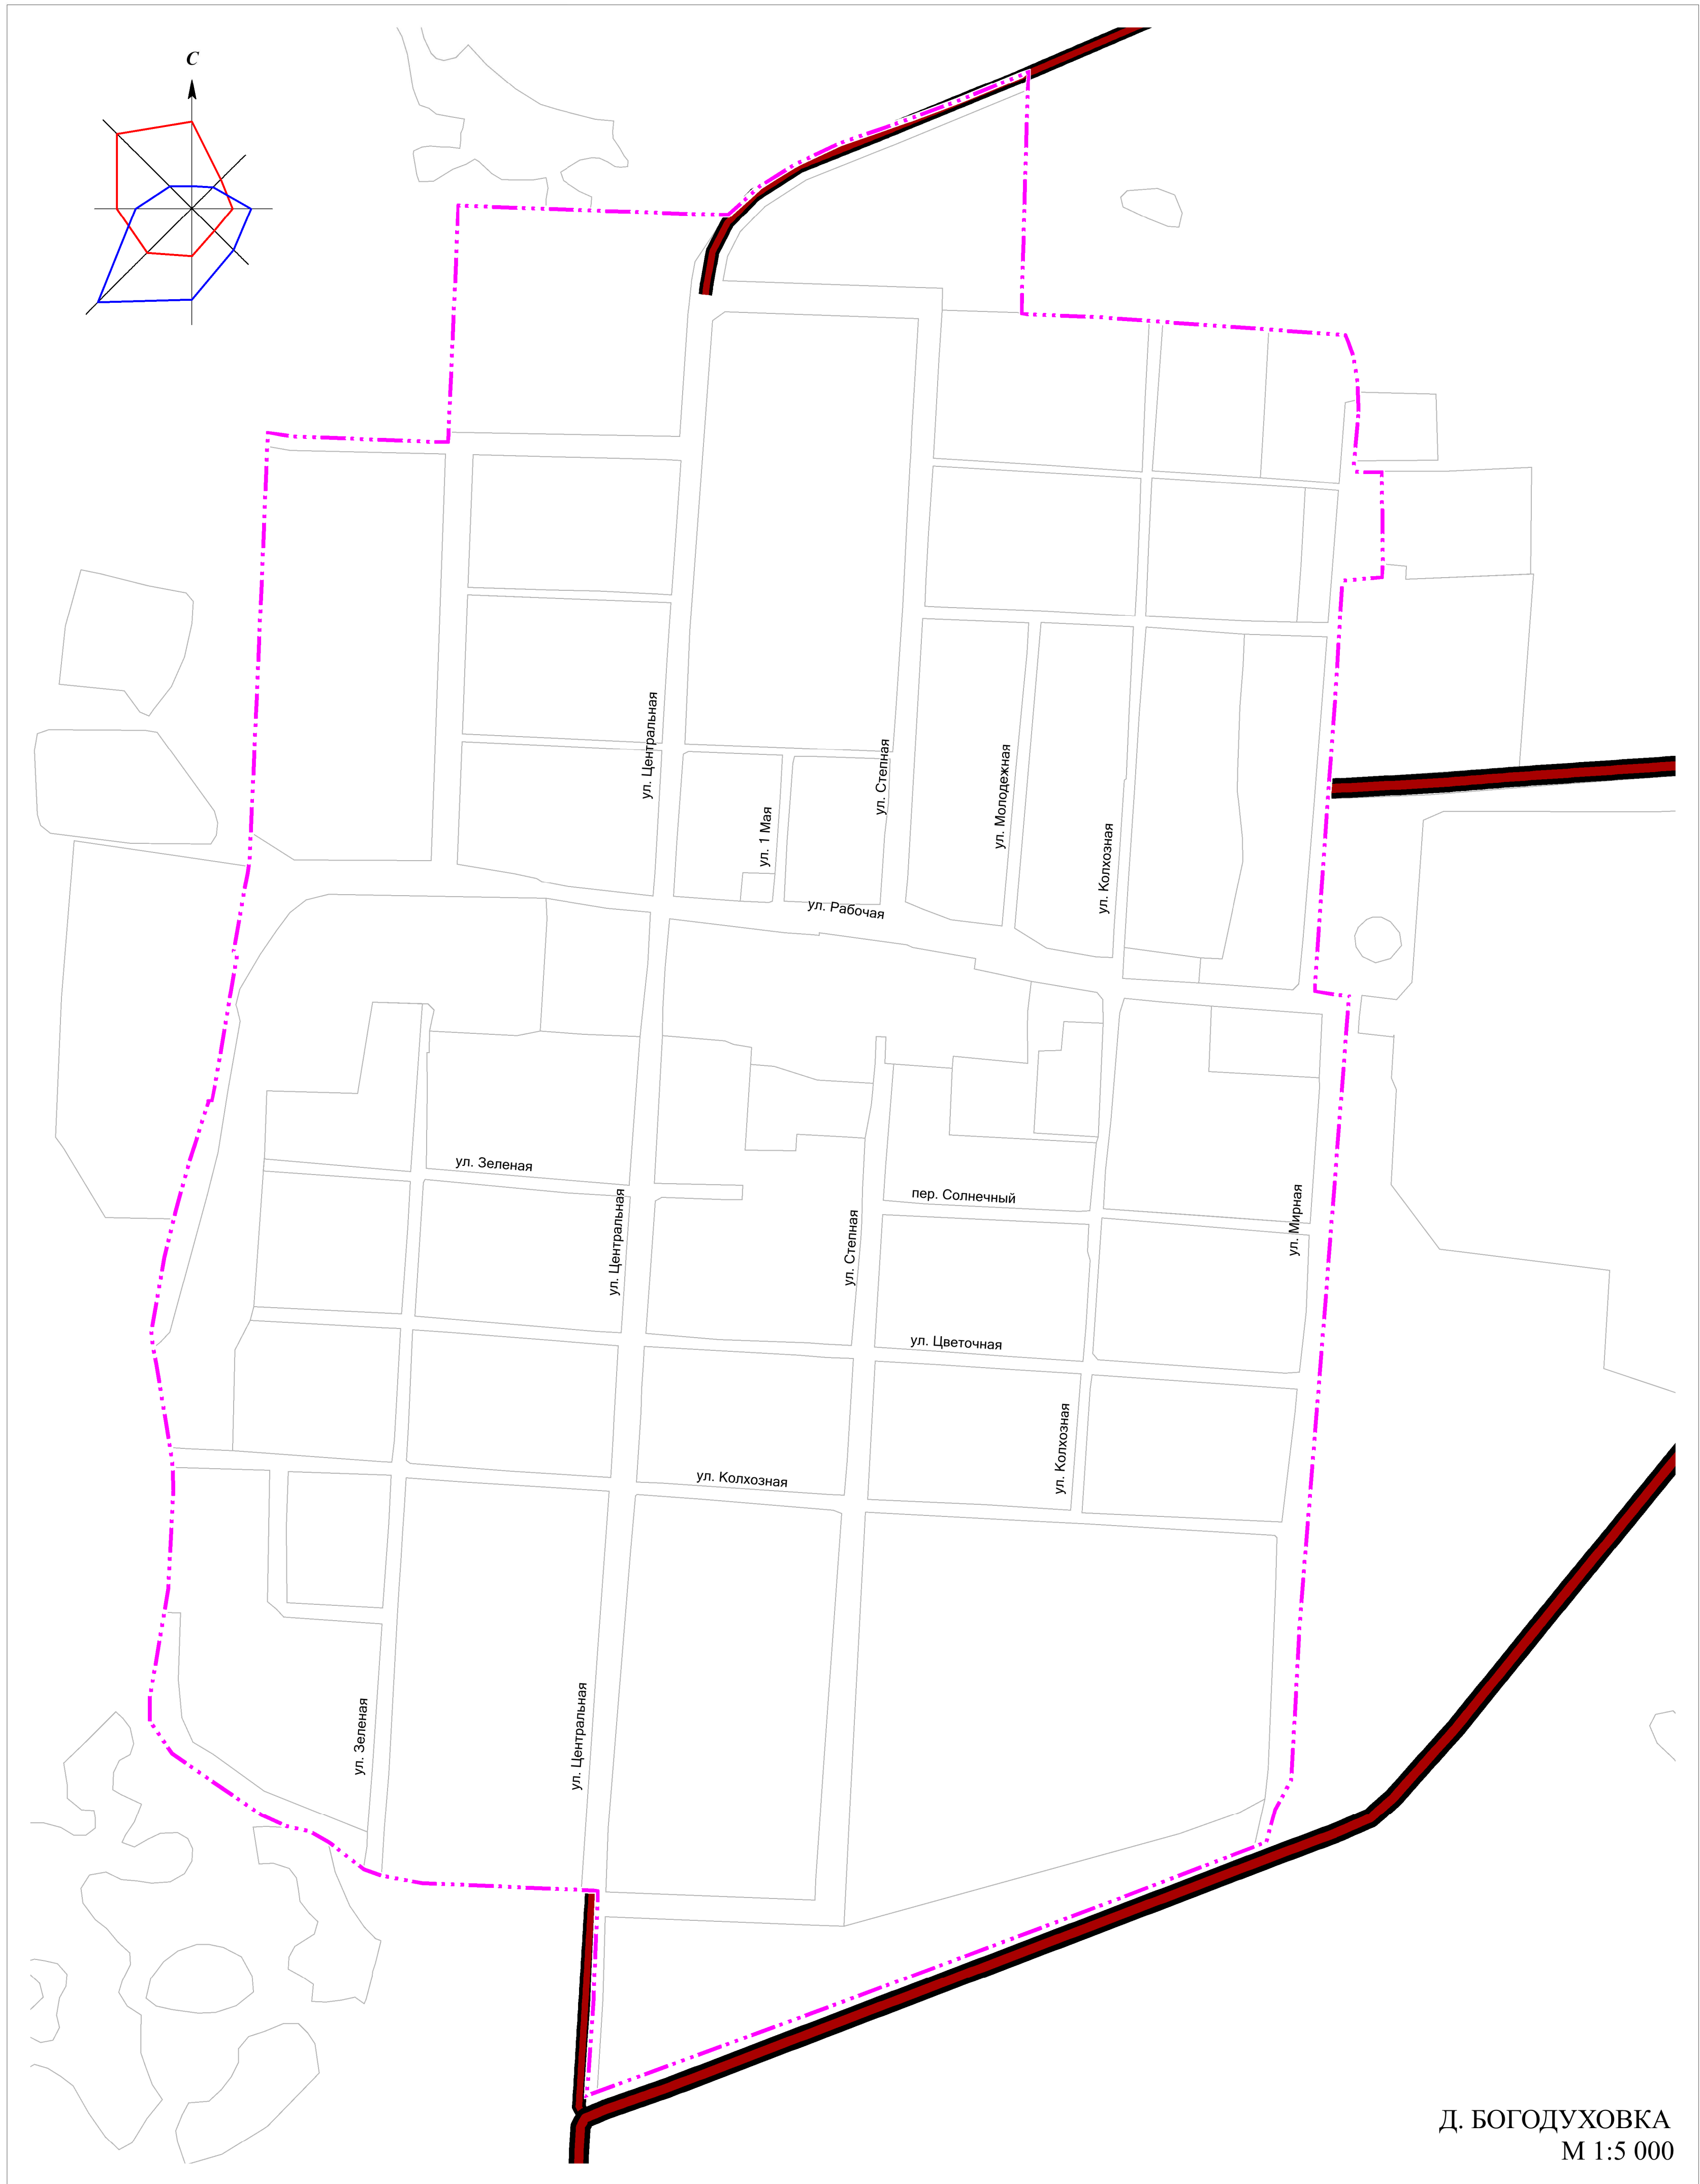 С
ул. Центральная
ул. Степная
ул. Молодежная
ул. 1 Мая
ул. Колхозная
ул. Рабочая
ул. Зеленая
пер. Солнечный
ул. Центральная
ул. Степная
ул. Мирная
ул. Цветочная
ул. Колхозная
ул. Колхозная
ул. Зеленая
ул. Центральная
Д. БОГОДУХОВКА
М 1:5 000